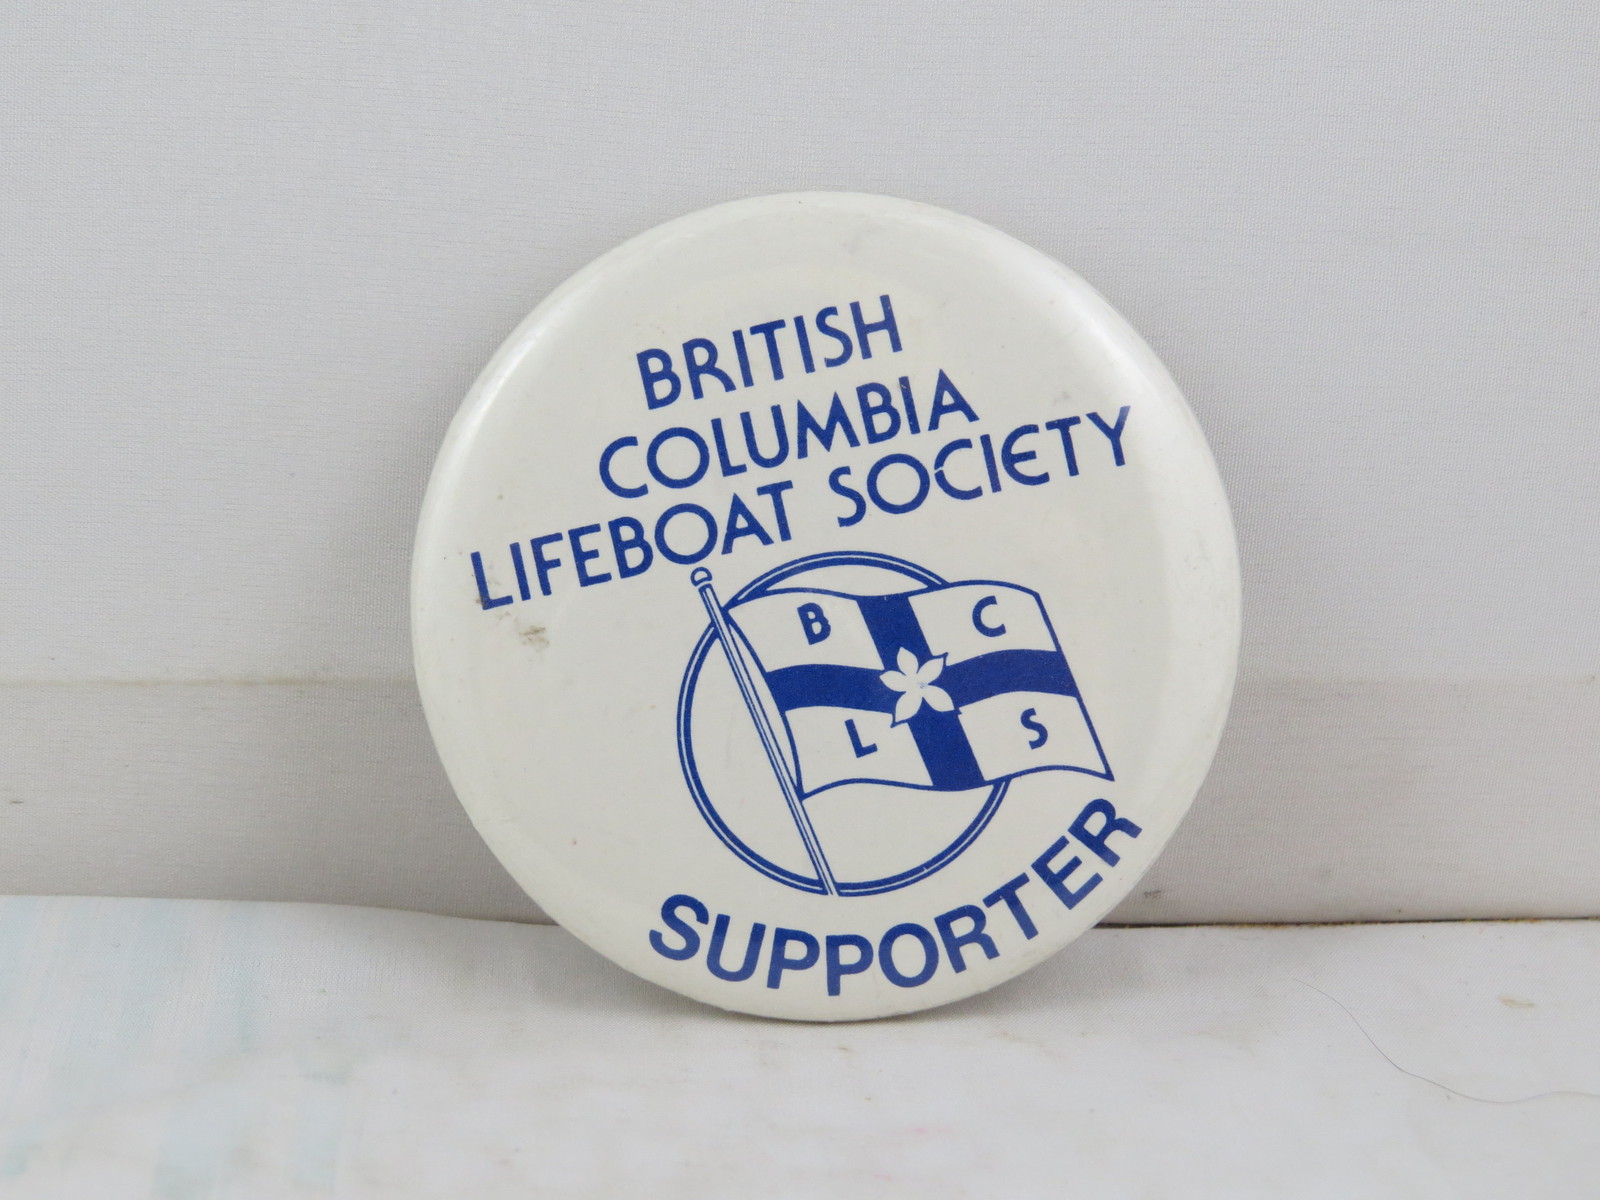 BRITISH
COLUMBIA
LIFEBOAT SOCIETY
B C
L S
SUPPORTER